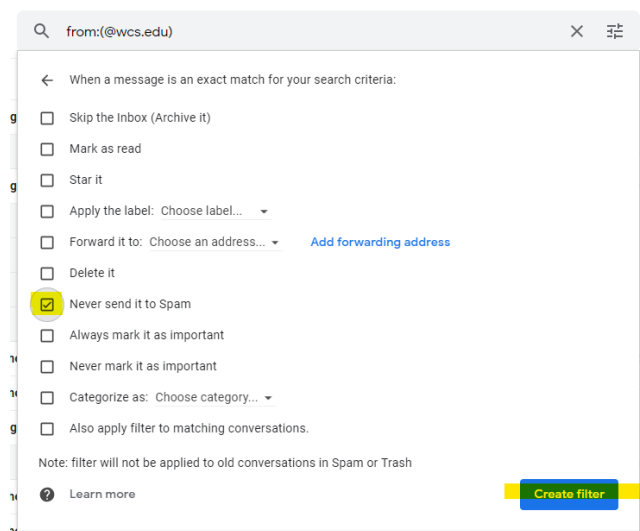 from:(@wcs.edu)
When a message is an exact match for your search criteria:
Skip the Inbox (Archive it)
Mark as read
Star it
Apply the label: Choose label...
Forward it to: Choose an address... Add forwarding address
Delete it
Never send it to Spam
Always mark it as important
Never mark it as important
Categorize as: Choose category...
Also apply filter to matching conversations.
Note: filter will not be applied to old conversations in Spam or Trash
Learn more Create filter